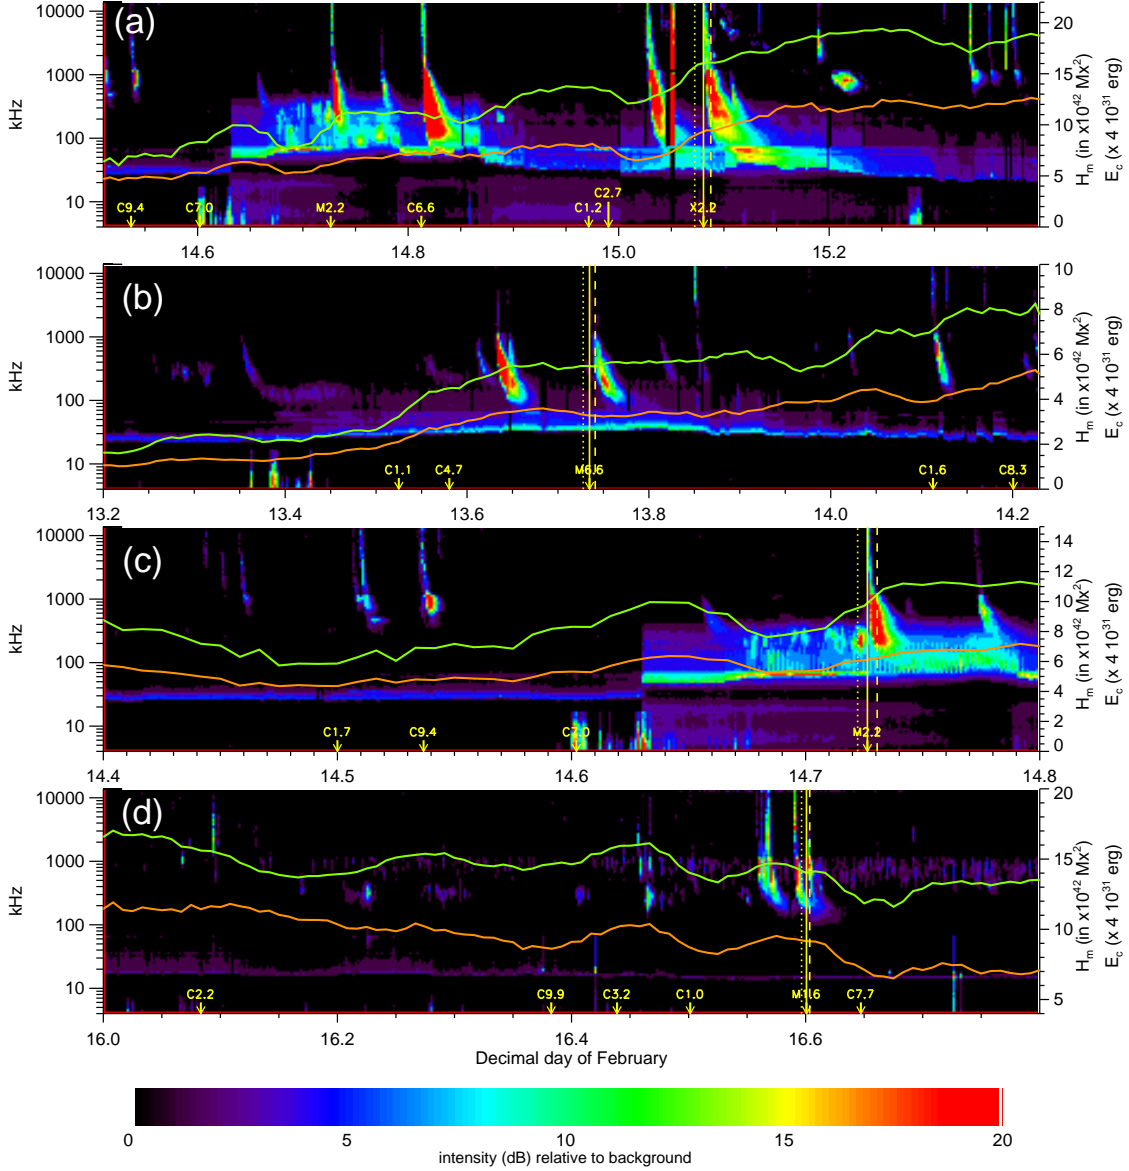 (a)
10000
1000
100
10
kHz
20
15
10
5
0
H_m (in x10^42 Mx^2)
E_c (x 4 10^31 erg)
C9.4 C7.0 M2.2 C6.6 C1.2 C2.7 X2.2
14.6 14.8 15.0 15.2
(b)
10000
1000
100
10
kHz
10
8
6
4
2
0
H_m (in x10^42 Mx^2)
E_c (x 4 10^31 erg)
C1.1 C4.7 M6.6 C1.6 C8.3
13.2 13.4 13.6 13.8 14.0 14.2
(c)
10000
1000
100
10
kHz
14
12
10
8
6
4
2
0
H_m (in x10^42 Mx^2)
E_c (x 4 10^31 erg)
C1.7 C9.4 C7.0 M2.2
14.4 14.5 14.6 14.7 14.8
(d)
10000
1000
100
10
kHz
20
15
10
5
H_m (in x10^42 Mx^2)
E_c (x 4 10^31 erg)
C2.2 C9.9 C3.2 C1.0 M1.6 C7.7
16.0 16.2 16.4 16.6
Decimal day of February
0 5 10 15 20
intensity (dB) relative to background